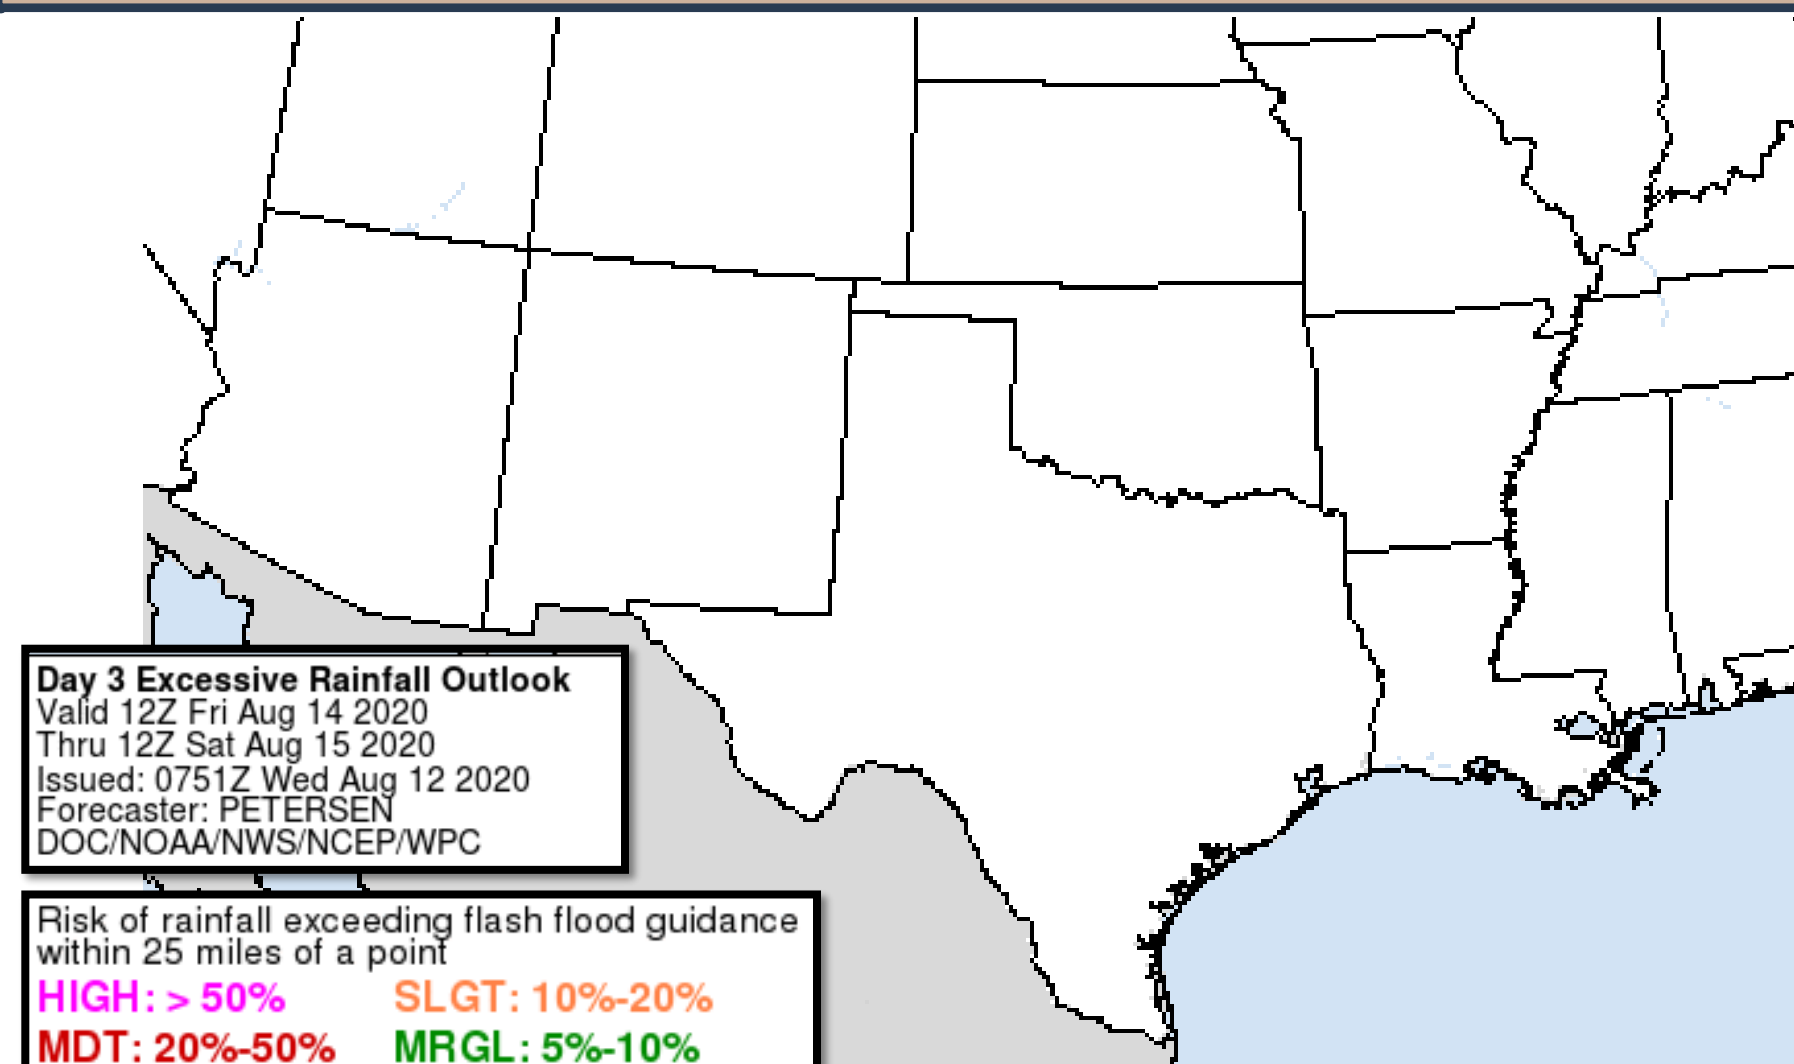 Day 3 Excessive Rainfall Outlook
Valid 12Z Fri Aug 14 2020
Thru 12Z Sat Aug 15 2020
Issued: 0751Z Wed Aug 12 2020
Forecaster: PETERSEN
DOC/NOAA/NWS/NCEP/WPC
Risk of rainfall exceeding flash flood guidance
within 25 miles of a point
HIGH: > 50% SLGT: 10%-20%
MDT: 20%-50% MRGL: 5%-10%